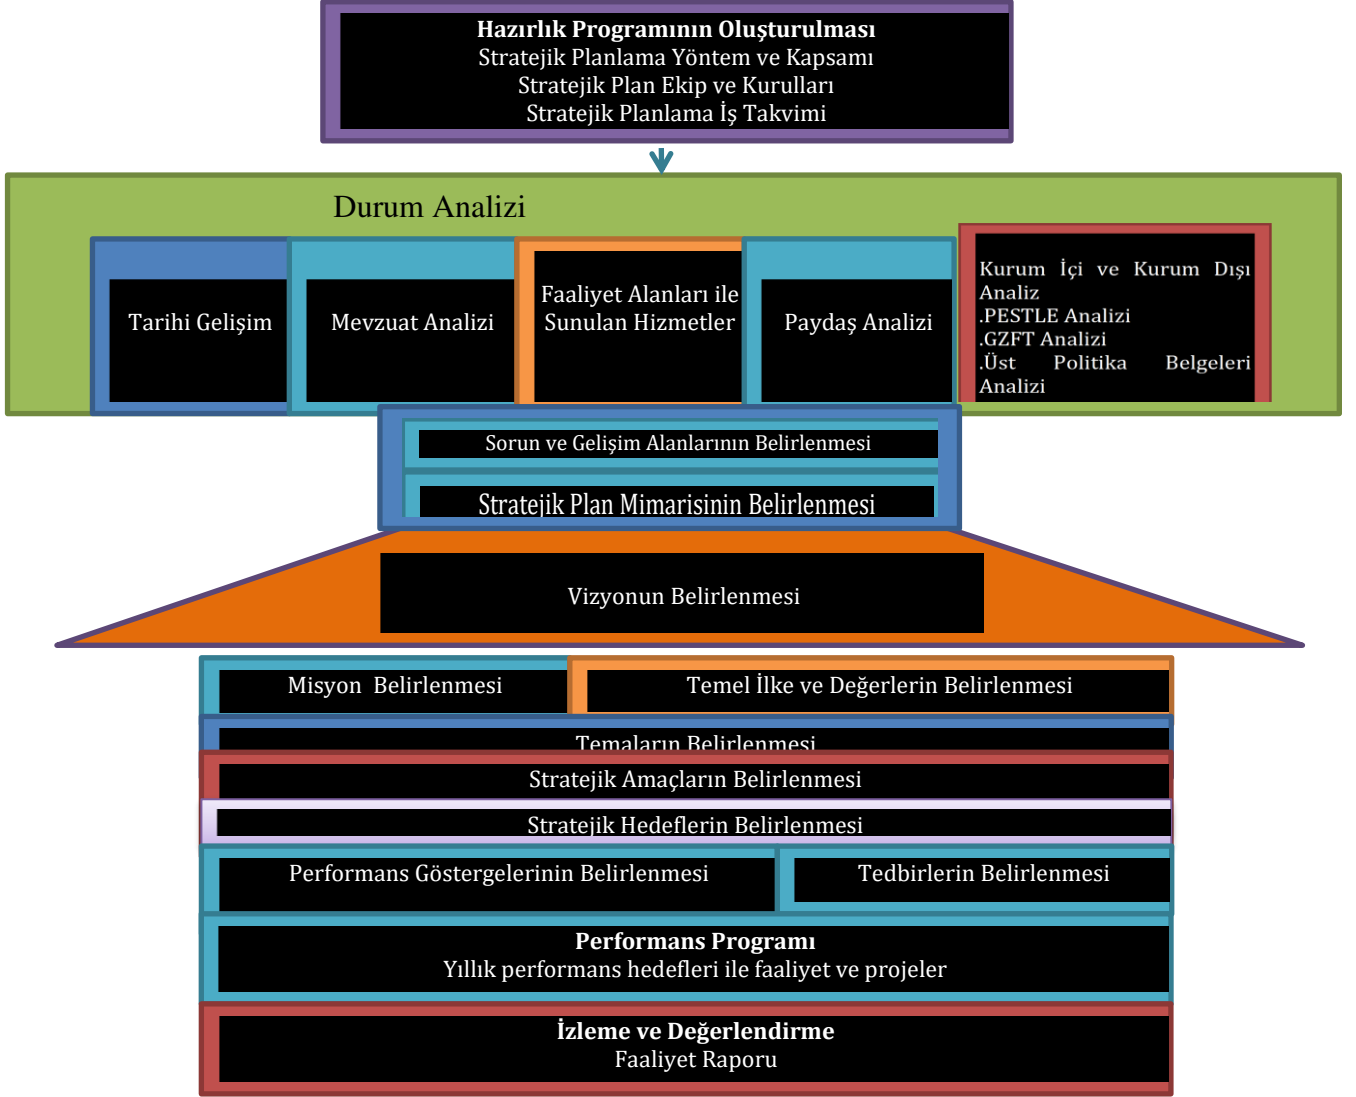 Hazırlık Programının Oluşturulması
Stratejik Planlama Yöntem ve Kapsamı
Stratejik Plan Ekip ve Kurulları
Stratejik Planlama İş Takvimi
Durum Analizi
Tarihi Gelişim
Mevzuat Analizi
Faaliyet Alanları ile
Sunulan Hizmetler
Paydaş Analizi
Kurum İçi ve Kurum Dışı
Analiz
.PESTLE Analizi
.GZFT Analizi
.Üst Politika Belgeleri
Analizi
Sorun ve Gelişim Alanlarının Belirlenmesi
Stratejik Plan Mimarisinin Belirlenmesi
Vizyonun Belirlenmesi
Misyon Belirlenmesi
Temel İlke ve Değerlerin Belirlenmesi
Temaların Belirlenmesi
Stratejik Amaçların Belirlenmesi
Stratejik Hedeflerin Belirlenmesi
Performans Göstergelerinin Belirlenmesi
Tedbirlerin Belirlenmesi
Performans Programı
Yıllık performans hedefleri ile faaliyet ve projeler
İzleme ve Değerlendirme
Faaliyet Raporu